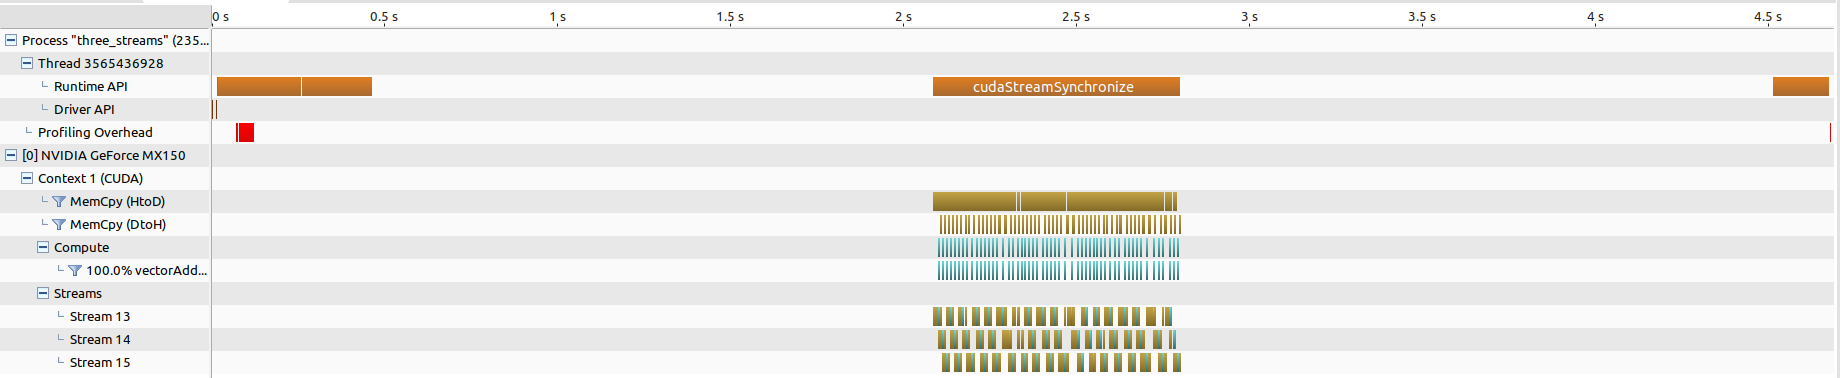 0 s 0.5 s 1 s 1.5 s 2 s 2.5 s 3 s 3.5 s 4 s 4.5 s
Process "three_streams" (235...
Thread 3565436928
Runtime API cudaStreamSynchronize
Driver API
Profiling Overhead
[0] NVIDIA GeForce MX150
Context 1 (CUDA)
MemCpy (HtoD)
MemCpy (DtoH)
Compute
100.0% vectorAdd...
Streams
Stream 13
Stream 14
Stream 15